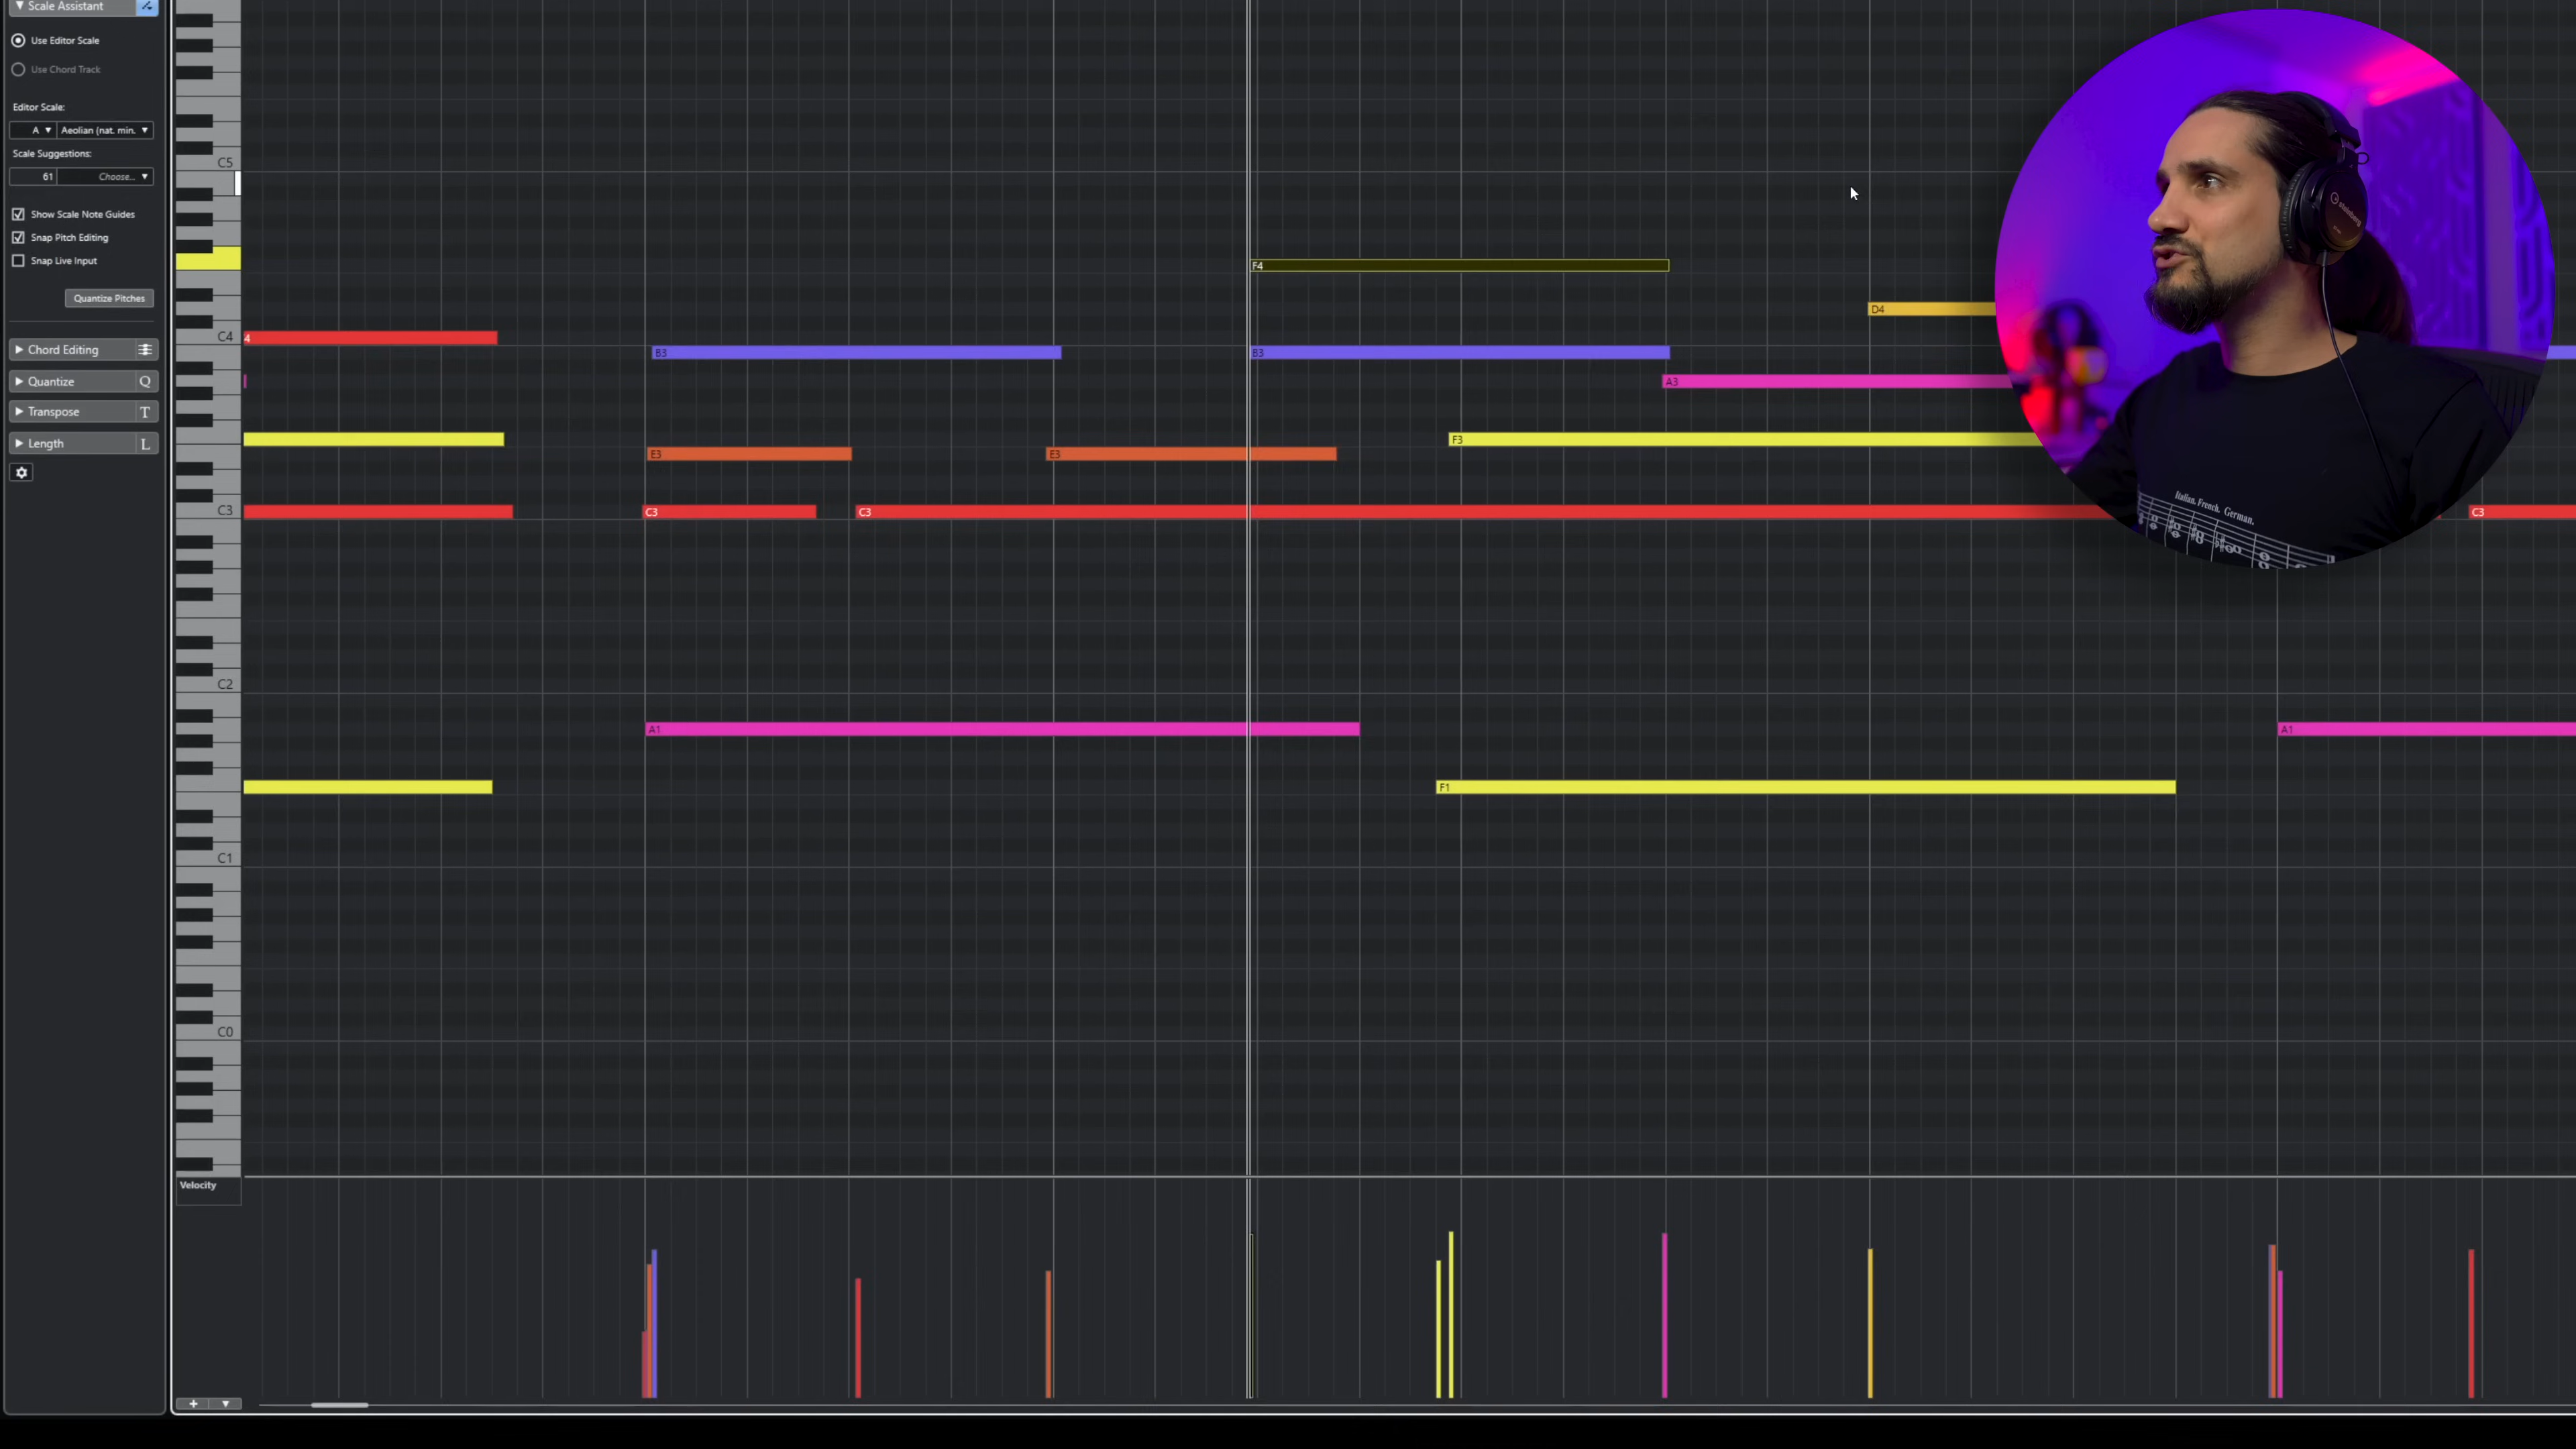 Scale Assistant
Use Editor Scale
Use Chord Track
Editor Scale:
A Aeolian (nat. min.
Scale Suggestions:
61 Choose...
Show Scale Note Guides
Snap Pitch Editing
Snap Live Input
Quantize Pitches
Chord Editing
Quantize Q
Transpose T
Length L
C5
F4
D4
C4
4
B3
B3
A3
F3
E3
E3
C3
C3
C3
C3
C2
A1
A1
F1
C1
C0
Velocity
steinberg
Italian. French. German.